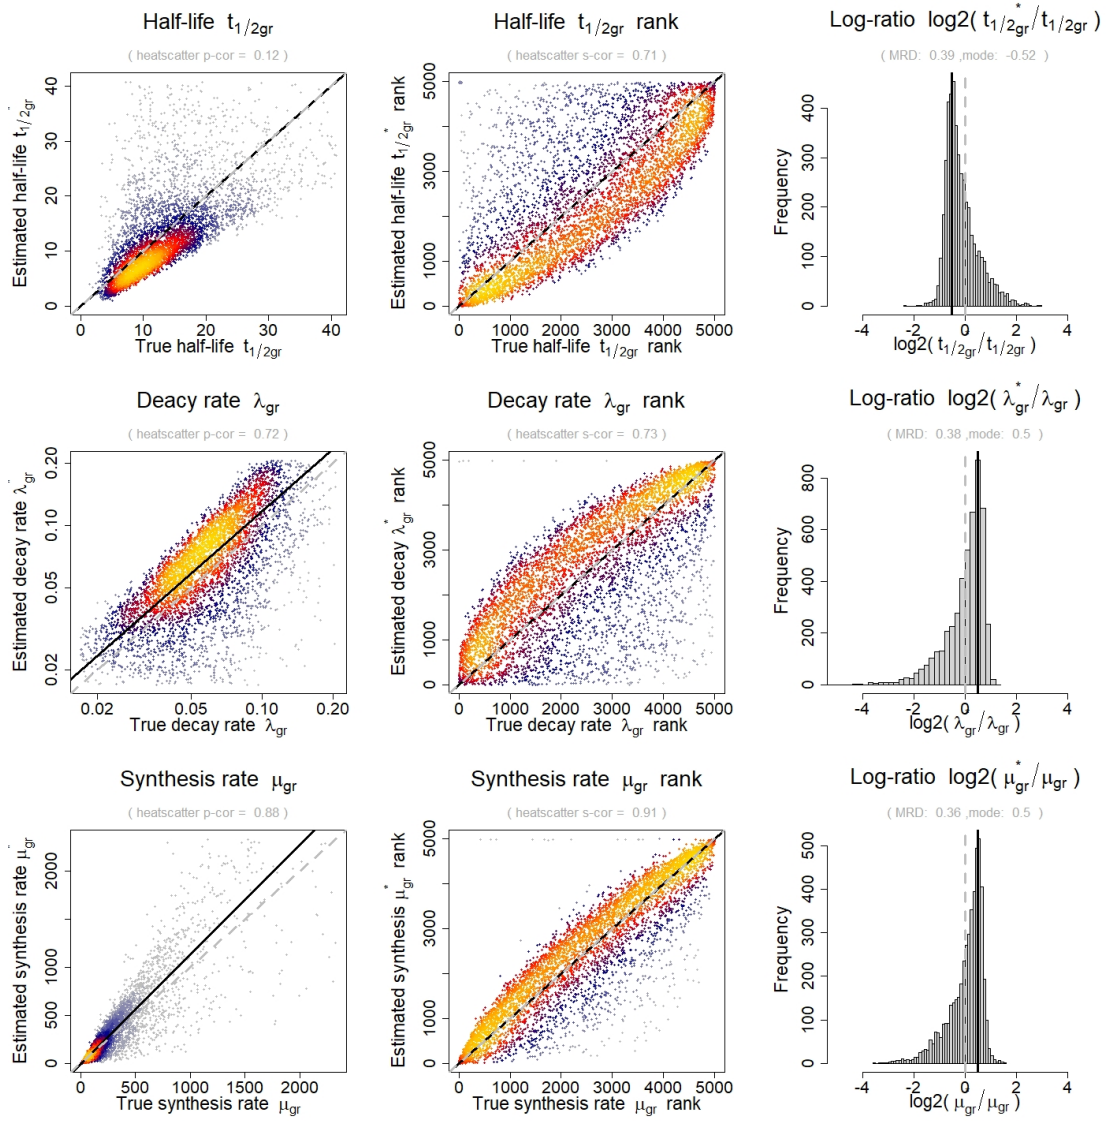 Half-life t1/2gr
( heatscatter p-cor = 0.12 )
Estimated half-life t*1/2gr
40
30
20
10
0
0 10 20 30 40
True half-life t1/2gr
Half-life t1/2gr rank
( heatscatter s-cor = 0.71 )
Estimated half-life t*1/2gr rank
5000
3000
1000
0
0 1000 2000 3000 4000 5000
True half-life t1/2gr rank
Log-ratio log2( t*1/2gr/t1/2gr )
( MRD: 0.39 ,mode: -0.52 )
Frequency
400
300
200
100
0
-4 -2 0 2 4
log2( t1/2gr/t1/2gr )
Deacy rate λgr
( heatscatter p-cor = 0.72 )
Estimated decay rate λ*gr
0.20
0.10
0.05
0.02
0.02 0.05 0.10 0.20
True decay rate λgr
Decay rate λgr rank
( heatscatter s-cor = 0.73 )
Estimated decay λ*gr rank
5000
3000
1000
0
0 1000 2000 3000 4000 5000
True decay rate λgr rank
Log-ratio log2( λ*gr/λgr )
( MRD: 0.38 ,mode: 0.5 )
Frequency
800
600
400
200
0
-4 -2 0 2 4
log2( λgr/λgr )
Synthesis rate μgr
( heatscatter p-cor = 0.88 )
Estimated synthesis rate μ*gr
2000
1000
500
0
0 500 1000 1500 2000
True synthesis rate μgr
Synthesis rate μgr rank
( heatscatter s-cor = 0.91 )
Estimated synthesis rate μ*gr rank
5000
3000
1000
0
0 1000 2000 3000 4000 5000
True synthesis rate μgr rank
Log-ratio log2( μ*gr/μgr )
( MRD: 0.36 ,mode: 0.5 )
Frequency
500
400
300
200
100
0
-4 -2 0 2 4
log2( μgr/μgr )